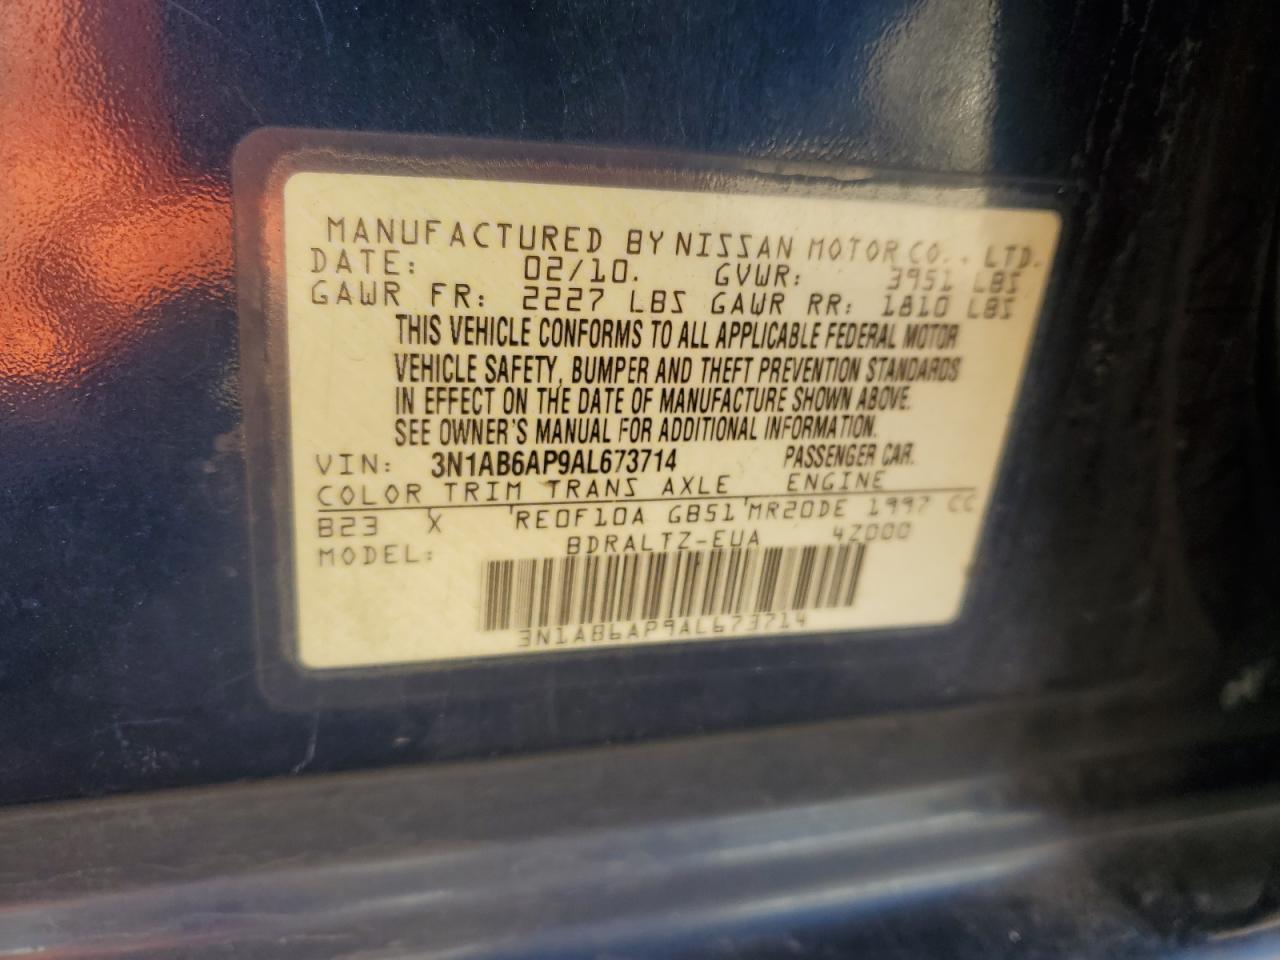 MANUFACTURED BY NISSAN MOTOR CO., LTD.
DATE: 02/10. GVWR: 3951 LBS
GAWR FR: 2227 LBS GAWR RR: 1810 LBS
THIS VEHICLE CONFORMS TO ALL APPLICABLE FEDERAL MOTOR
VEHICLE SAFETY, BUMPER AND THEFT PREVENTION STANDARDS
IN EFFECT ON THE DATE OF MANUFACTURE SHOWN ABOVE.
SEE OWNER'S MANUAL FOR ADDITIONAL INFORMATION.
VIN: 3N1AB6AP9AL673714 PASSENGER CAR.
COLOR TRIM TRANS AXLE ENGINE
B23 X RE0F10A GB51 MR20DE 1997 CC
MODEL: BDRALTZ-EUA 4Z000
3N1AB6AP9AL673714